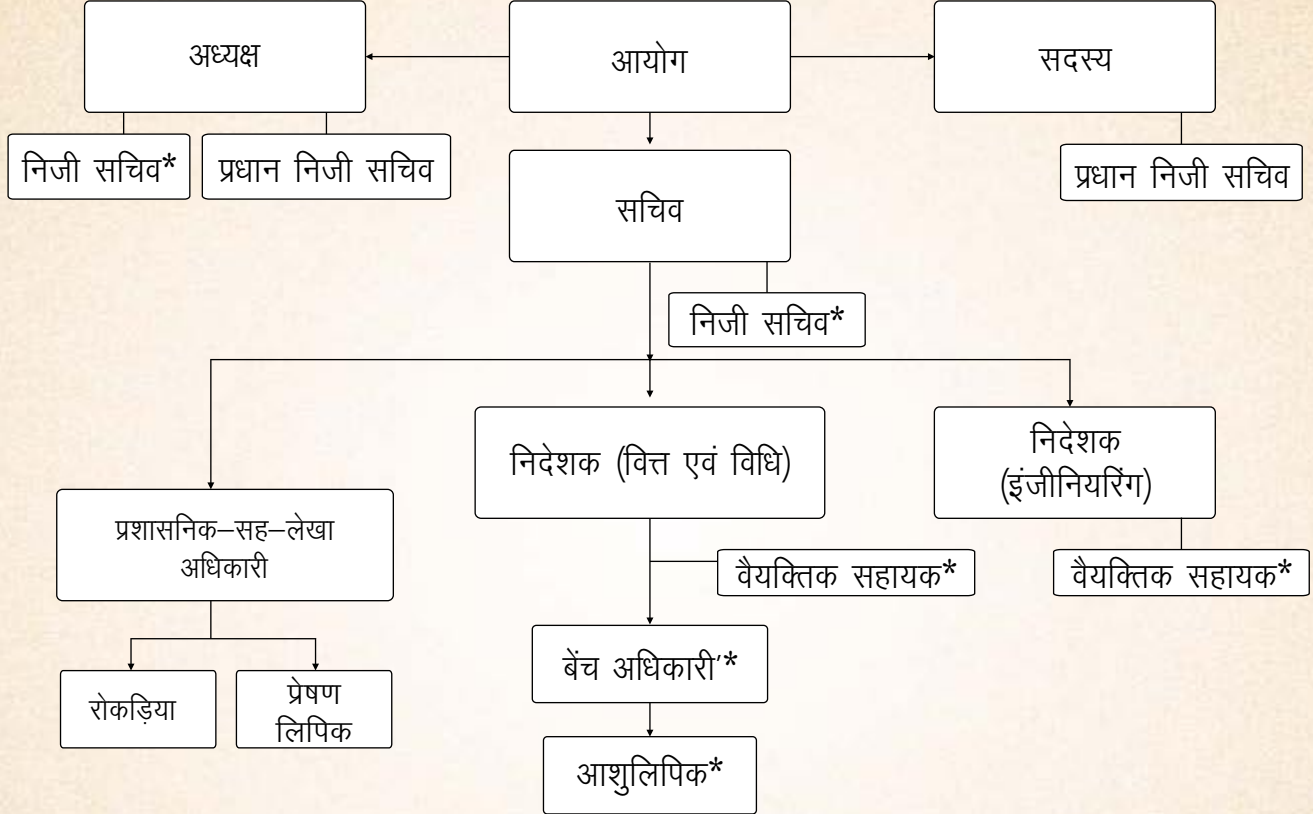 अध्यक्ष
आयोग
सदस्य
निजी सचिव*
प्रधान निजी सचिव
प्रधान निजी सचिव
सचिव
निजी सचिव*
निदेशक (वित्त एवं विधि)
निदेशक
(इंजीनियरिंग)
प्रशासनिक–सह–लेखा
अधिकारी
वैयक्तिक सहायक*
वैयक्तिक सहायक*
बेंच अधिकारी’*
रोकड़िया
प्रेषण
लिपिक
आशुलिपिक*